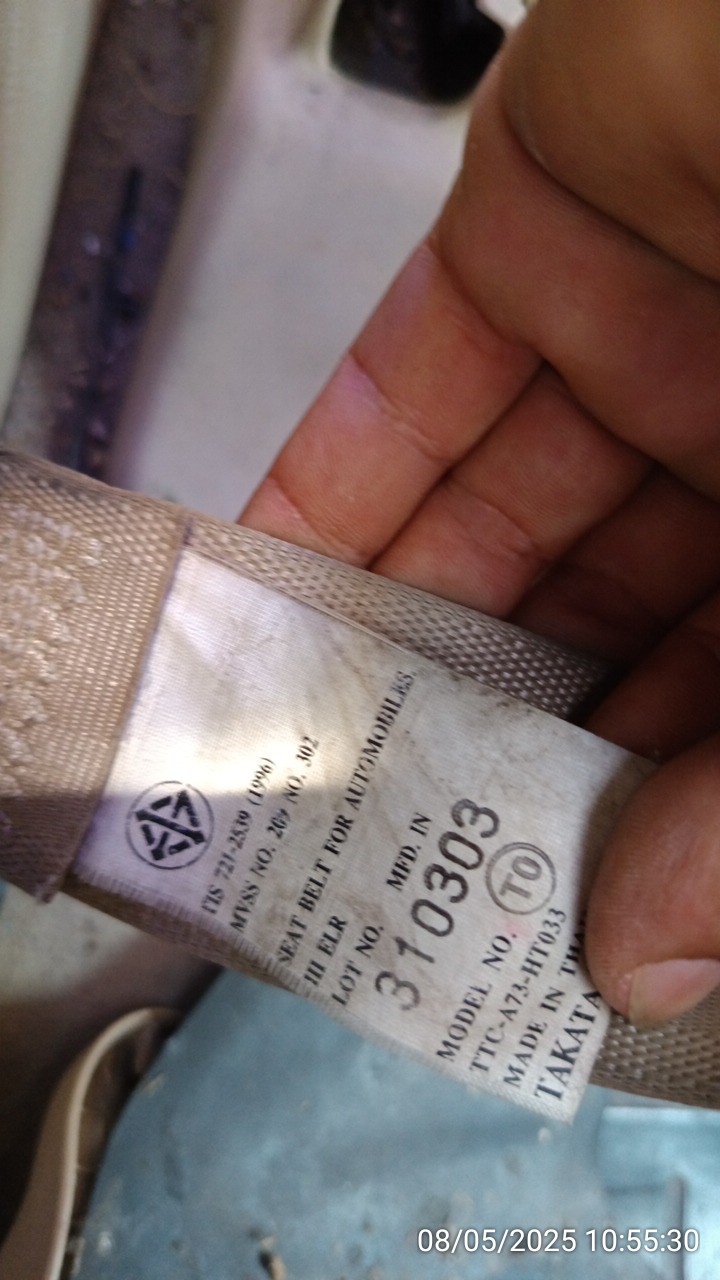 TIS 721-2539 (1996)
MVSS NO. 209 NO. 302
SEAT BELT FOR AUTOMOBILES.
III ELR
LOT NO. MFD. IN
310303
MODEL NO. TO
TTC-A73-HT033
MADE IN
TAKATA
08/05/2025 10:55:30